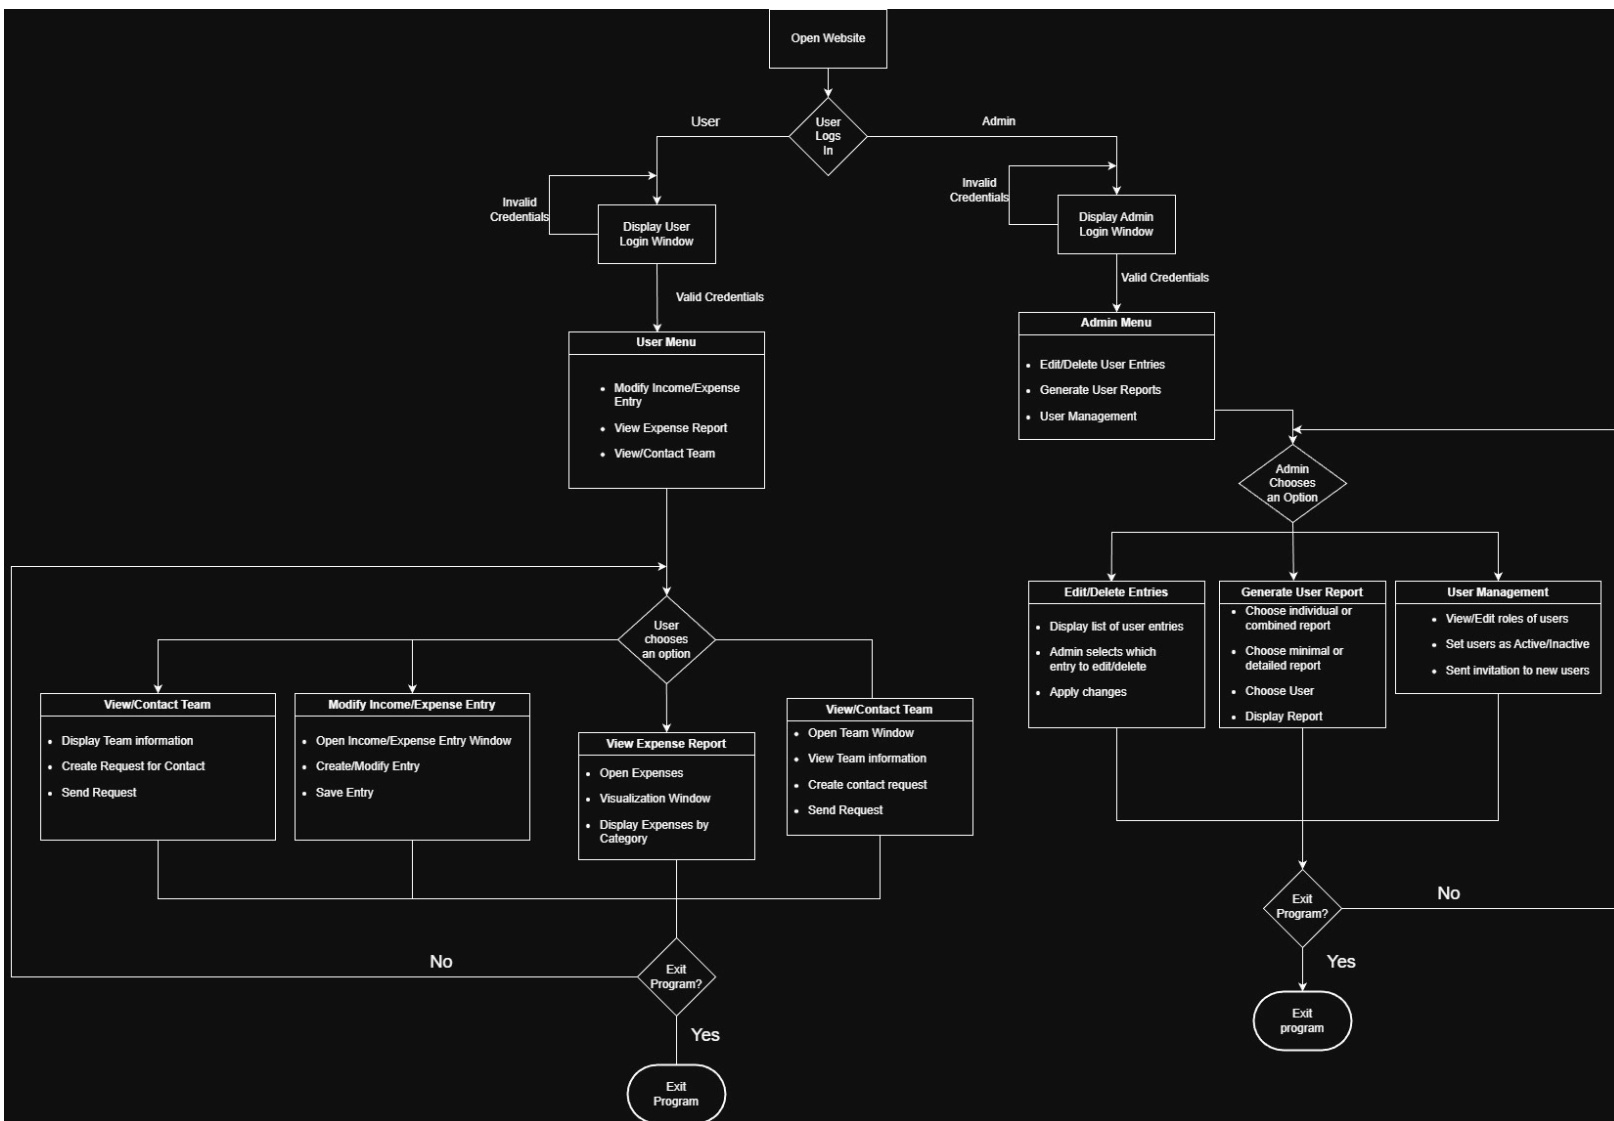 Open Website
User
Logs
In
User
Admin
Invalid
Credentials
Invalid
Credentials
Display User
Login Window
Display Admin
Login Window
Valid Credentials
Valid Credentials
User Menu
• Modify Income/Expense
Entry
• View Expense Report
• View/Contact Team
Admin Menu
• Edit/Delete User Entries
• Generate User Reports
• User Management
Admin
Chooses
an Option
User
chooses
an option
Edit/Delete Entries
• Display list of user entries
• Admin selects which
entry to edit/delete
• Apply changes
Generate User Report
• Choose individual or
combined report
• Choose minimal or
detailed report
• Choose User
• Display Report
User Management
• View/Edit roles of users
• Set users as Active/Inactive
• Sent invitation to new users
View/Contact Team
• Display Team information
• Create Request for Contact
• Send Request
Modify Income/Expense Entry
• Open Income/Expense Entry Window
• Create/Modify Entry
• Save Entry
View Expense Report
• Open Expenses
• Visualization Window
• Display Expenses by
Category
View/Contact Team
• Open Team Window
• View Team information
• Create contact request
• Send Request
Exit
Program?
No
Yes
Exit
program
Exit
Program?
No
Yes
Exit
Program